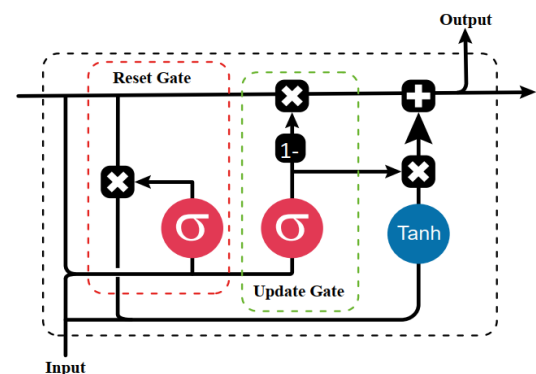 Output
Reset Gate
1-
σ
σ
Tanh
Update Gate
Input